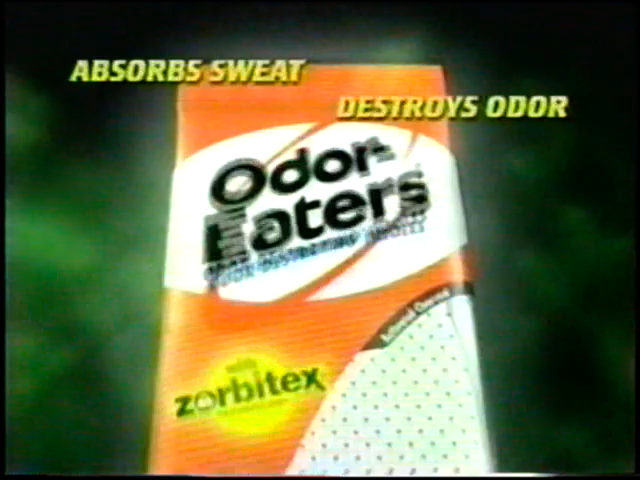 ABSORBS SWEAT
DESTROYS ODOR
Odor-
Eaters
with
zorbitex